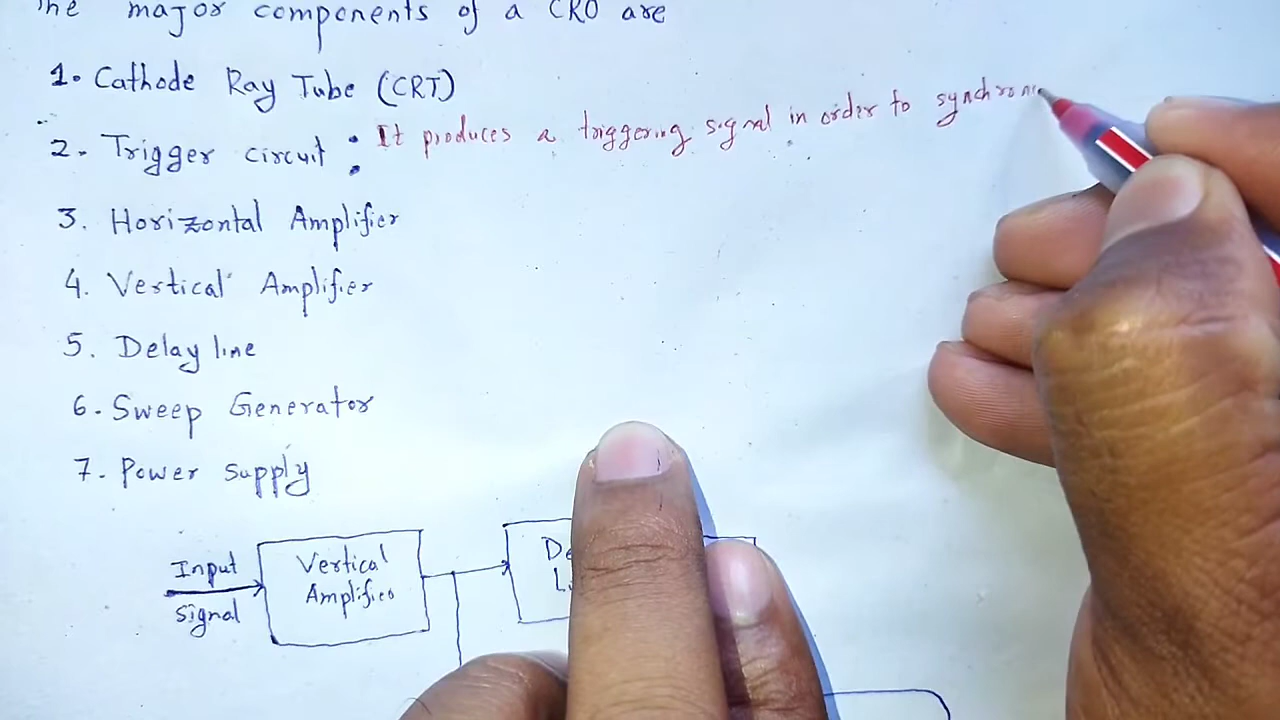 The major components of a CRO are
1. Cathode Ray Tube (CRT)
2. Trigger circuit : It produces a triggering signal in order to synchroni
3. Horizontal Amplifier
4. Vertical Amplifier
5. Delay line
6. Sweep Generator
7. Power supply
Input
signal
Vertical
Amplifier
De
L